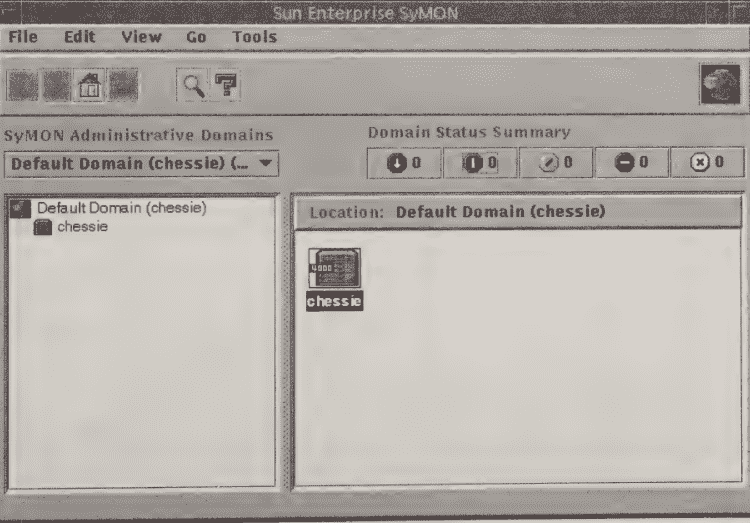 Sun Enterprise SyMON
File Edit View Go Tools
SyMON Administrative Domains
Domain Status Summary
Default Domain (chessie) (...
0 0 0 0 0
Default Domain (chessie)
chessie
Location: Default Domain (chessie)
4000
chessie